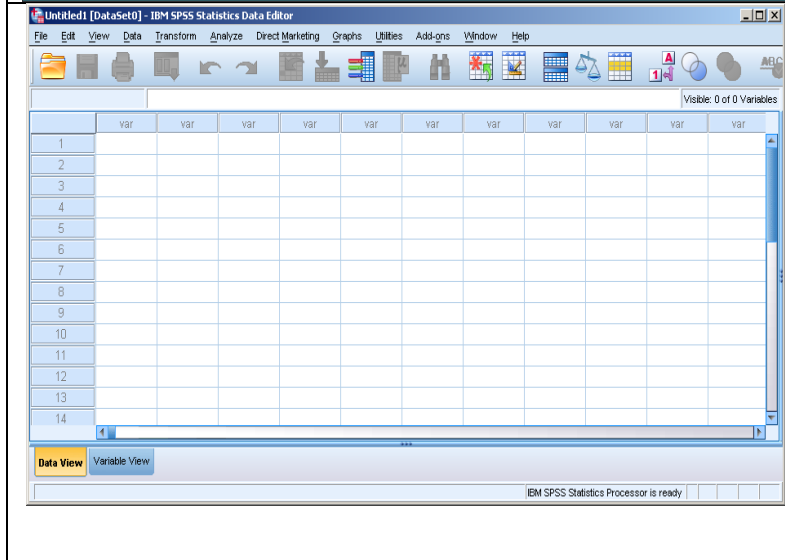 Untitled1 [DataSet0] - IBM SPSS Statistics Data Editor
File Edit View Data Transform Analyze Direct Marketing Graphs Utilities Add-ons Window Help
A
1
ABC
Visible: 0 of 0 Variables
var var var var var var var var var var var
1
2
3
4
5
6
7
8
9
10
11
12
13
14
Data View Variable View
IBM SPSS Statistics Processor is ready